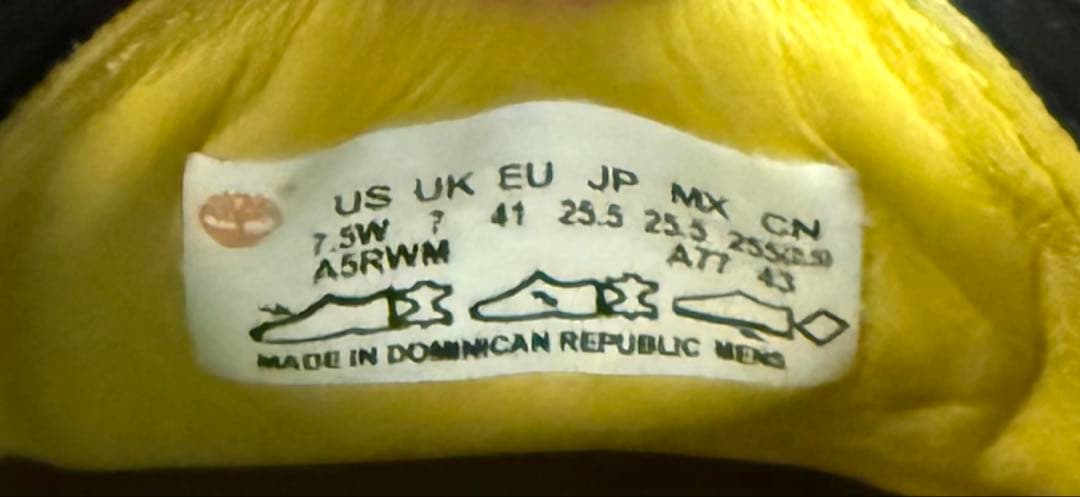 US UK EU JP MX CN
7.5W 7 41 25.5 25.5 255(2.5)
A5RWM A77 43
MADE IN DOMINICAN REPUBLIC MENS